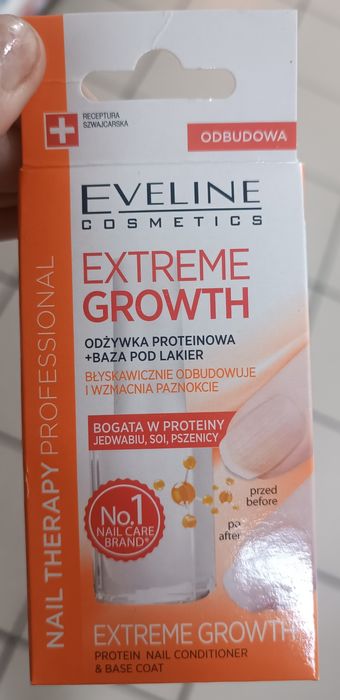 RECEPTURA
SZWAJCARSKA
ODBUDOWA
EVELINE
COSMETICS
EXTREME
GROWTH
ODŻYWKA PROTEINOWA
+BAZA POD LAKIER
BŁYSKAWICZNIE ODBUDOWUJE
I WZMACNIA PAZNOKCIE
BOGATA W PROTEINY
JEDWABIU, SOI, PSZENICY
przed
before
po
after
No.1
NAIL CARE
BRAND*
NAIL THERAPY PROFESSIONAL
EXTREME GROWTH
PROTEIN NAIL CONDITIONER
& BASE COAT